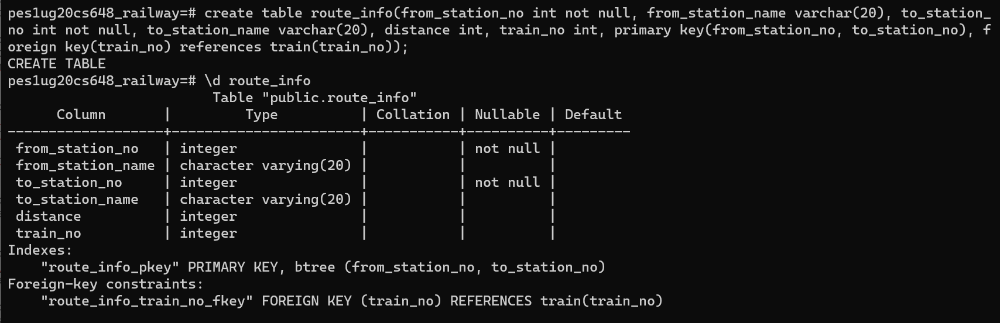 pes1ug20cs648_railway=# create table route_info(from_station_no int not null, from_station_name varchar(20), to_station_
no int not null, to_station_name varchar(20), distance int, train_no int, primary key(from_station_no, to_station_no), f
oreign key(train_no) references train(train_no));
CREATE TABLE
pes1ug20cs648_railway=# \d route_info
                         Table "public.route_info"
      Column       |         Type          | Collation | Nullable | Default
-------------------+-----------------------+-----------+----------+---------
 from_station_no   | integer               |           | not null |
 from_station_name | character varying(20) |           |          |
 to_station_no     | integer               |           | not null |
 to_station_name   | character varying(20) |           |          |
 distance          | integer               |           |          |
 train_no          | integer               |           |          |
Indexes:
    "route_info_pkey" PRIMARY KEY, btree (from_station_no, to_station_no)
Foreign-key constraints:
    "route_info_train_no_fkey" FOREIGN KEY (train_no) REFERENCES train(train_no)